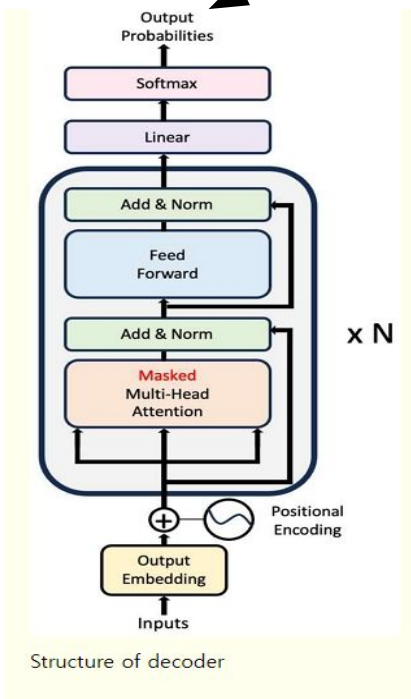 Output
Probabilities
Softmax
Linear
Add & Norm
Feed
Forward
Add & Norm
x N
Masked
Multi-Head
Attention
Positional
Encoding
Output
Embedding
Inputs
Structure of decoder